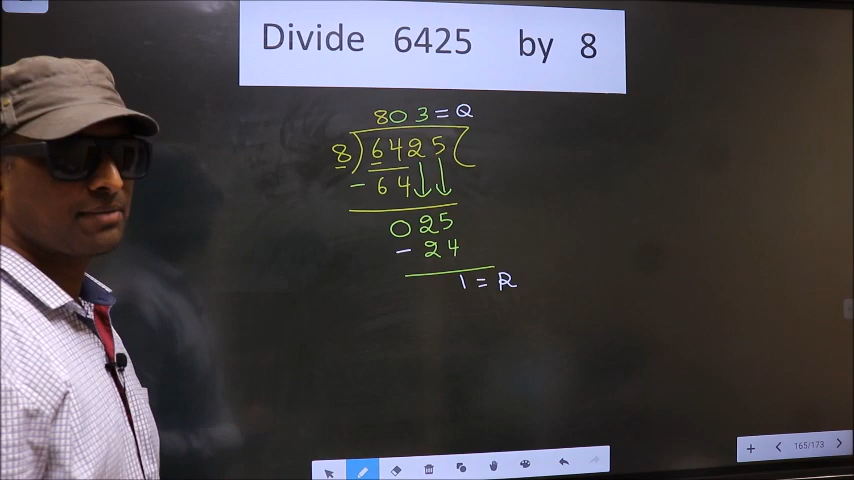 Divide 6425 by 8
803 = Q
8) 6425 (
- 64
025
- 24
1 = R
165/173